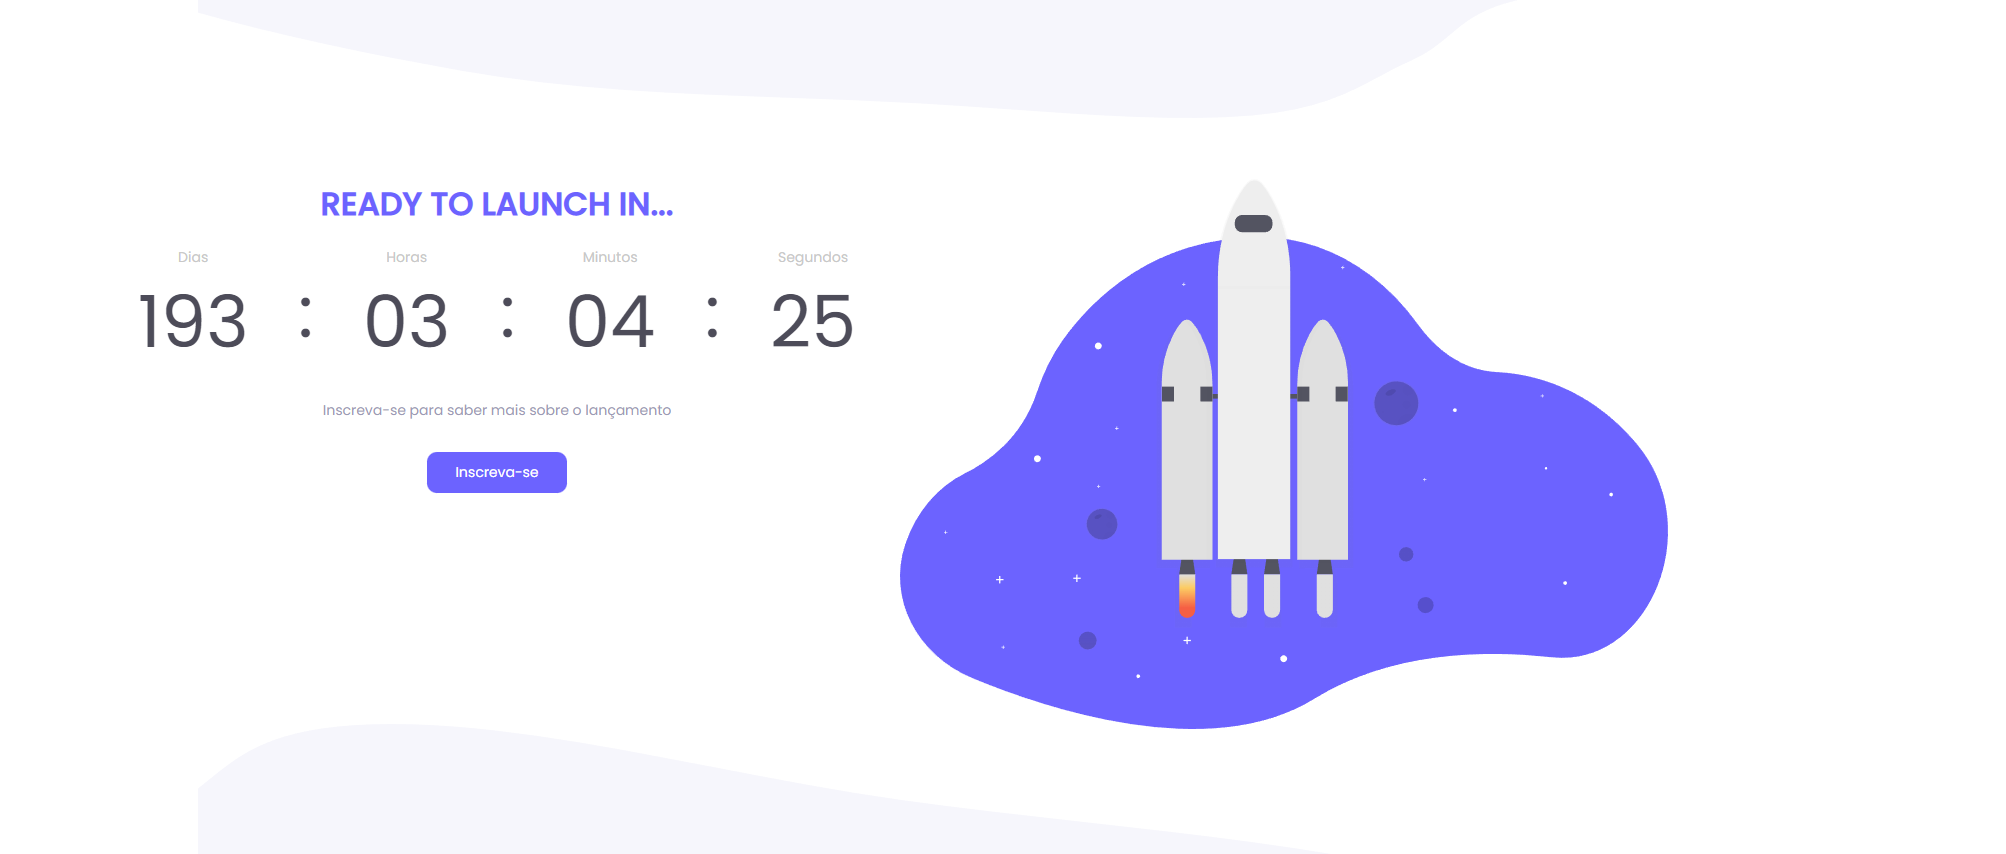 READY TO LAUNCH IN...
Dias Horas Minutos Segundos
193 : 03 : 04 : 25
Inscreva-se para saber mais sobre o lançamento
Inscreva-se